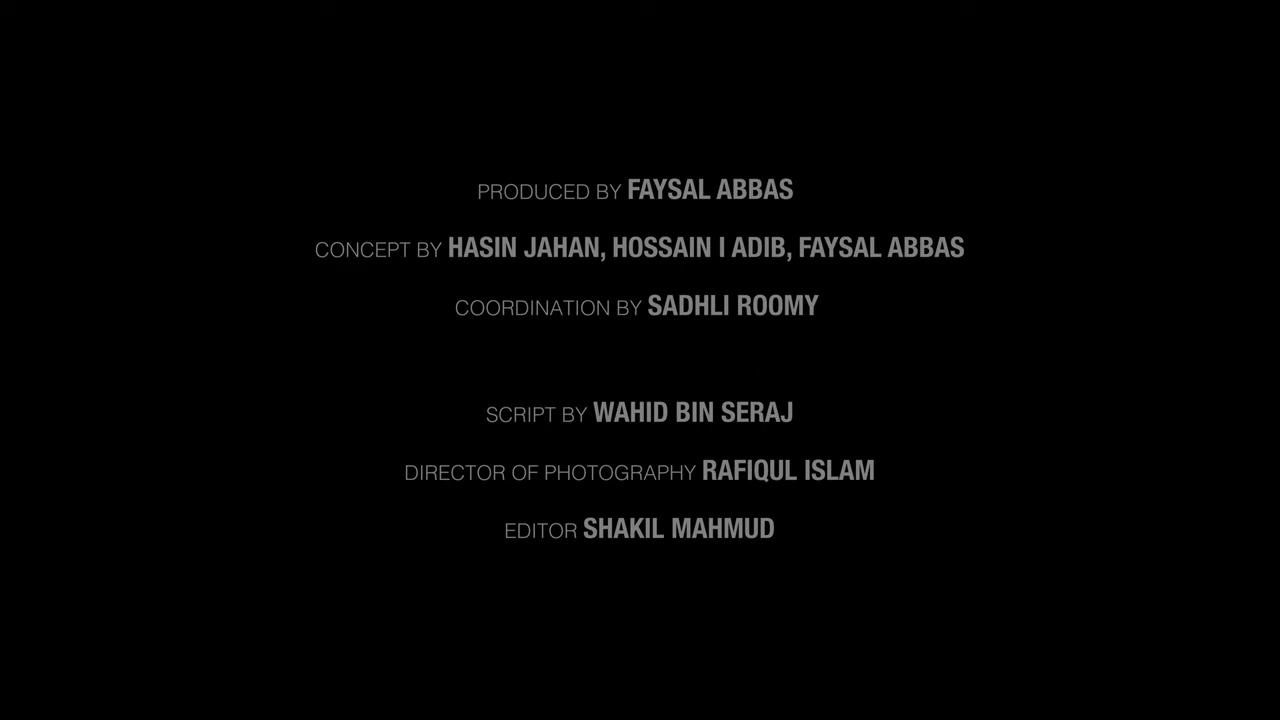 PRODUCED BY FAYSAL ABBAS
CONCEPT BY HASIN JAHAN, HOSSAIN I ADIB, FAYSAL ABBAS
COORDINATION BY SADHLI ROOMY
SCRIPT BY WAHID BIN SERAJ
DIRECTOR OF PHOTOGRAPHY RAFIQUL ISLAM
EDITOR SHAKIL MAHMUD